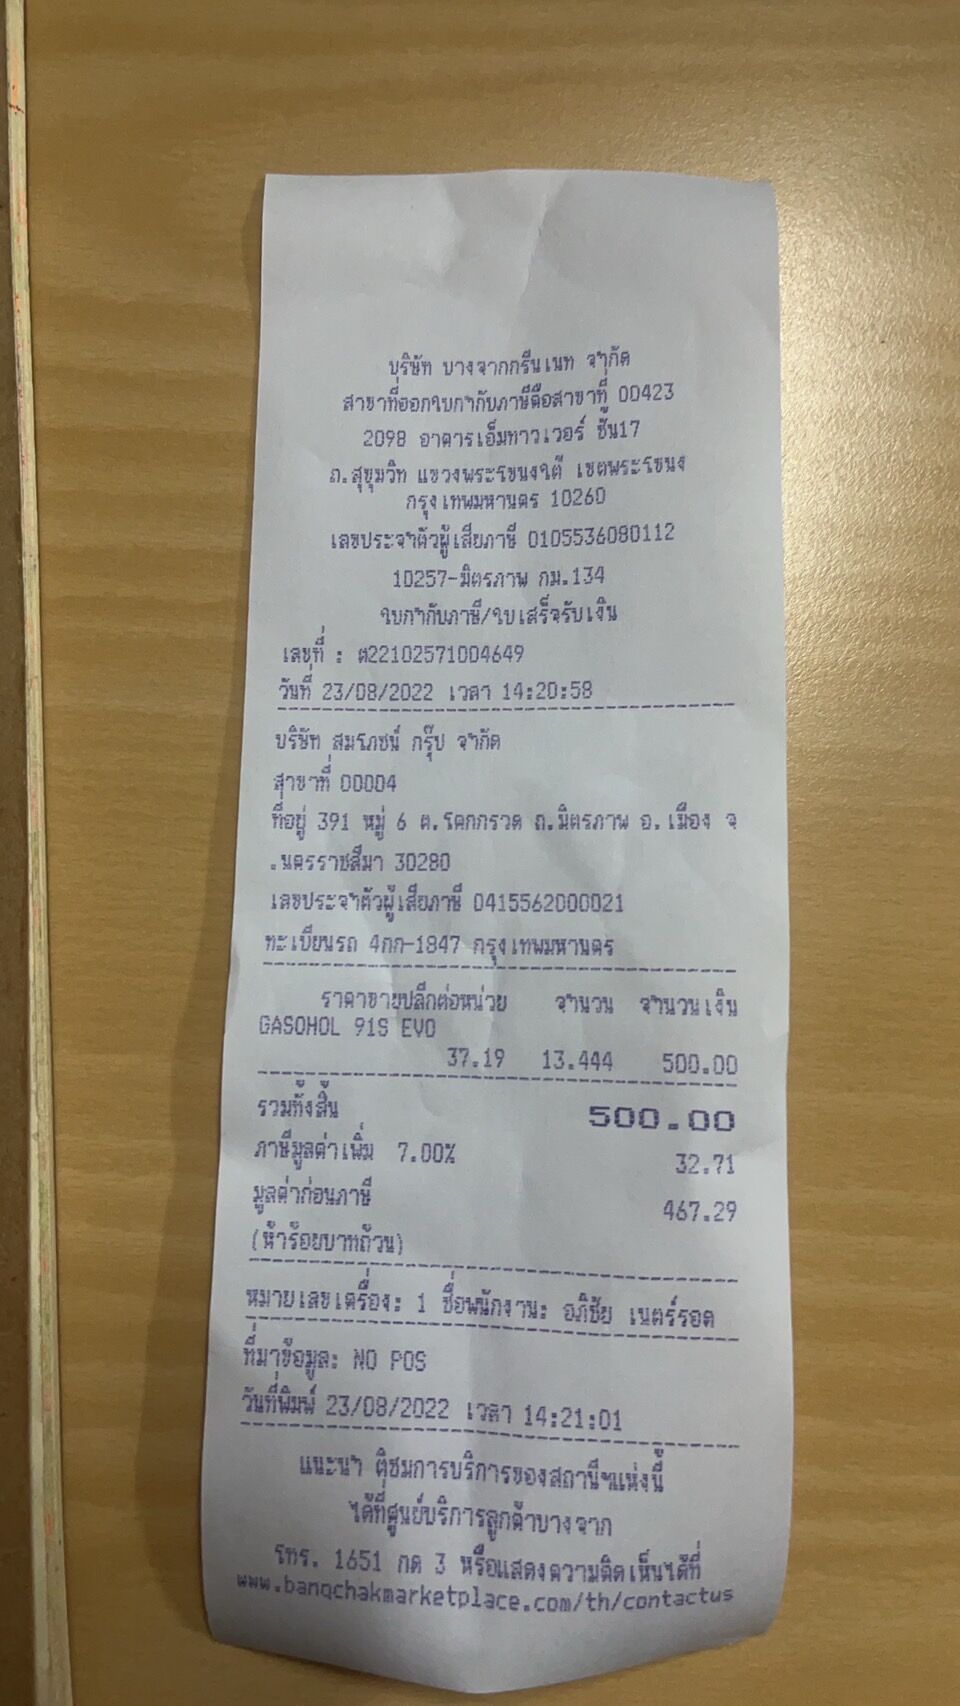 บริษัท บางจากกรีนเนท จำกัด
สาขาที่ออกใบกำกับภาษีคือสาขาที่ 00423
2098 อาคารเอ็มทาวเวอร์ ชั้น17
ถ.สุขุมวิท แขวงพระโขนงใต้ เขตพระโขนง
กรุงเทพมหานคร 10260
เลขประจำตัวผู้เสียภาษี 0105536080112
10257-มิตรภาพ กม.134
ใบกำกับภาษี/ใบเสร็จรับเงิน
เลขที่ : ต22102571004649
วันที่ 23/08/2022 เวลา 14:20:58
บริษัท สมโภชน์ กรุ๊ป จำกัด
สาขาที่ 00004
ที่อยู่ 391 หมู่ 6 ต.โคกกรวด ถ.มิตรภาพ อ.เมือง จ
.นครราชสีมา 30280
เลขประจำตัวผู้เสียภาษี 0415562000021
ทะเบียนรถ 4กก-1847 กรุงเทพมหานคร
ราคาขายปลีกต่อหน่วย จำนวน จำนวนเงิน
GASOHOL 91S EVO
37.19 13.444 500.00
รวมทั้งสิ้น 500.00
ภาษีมูลค่าเพิ่ม 7.00% 32.71
มูลค่าก่อนภาษี 467.29
(ห้าร้อยบาทถ้วน)
หมายเลขเครื่อง: 1 ชื่อพนักงาน: อภิชัย เนตร์รอด
ที่มาข้อมูล: NO POS
วันที่พิมพ์ 23/08/2022 เวลา 14:21:01
แนะนำ ติชมการบริการของสถานีฯแห่งนี้
ได้ที่ศูนย์บริการลูกค้าบางจาก
โทร. 1651 กด 3 หรือแสดงความคิดเห็นได้ที่
www.bangchakmarketplace.com/th/contactus